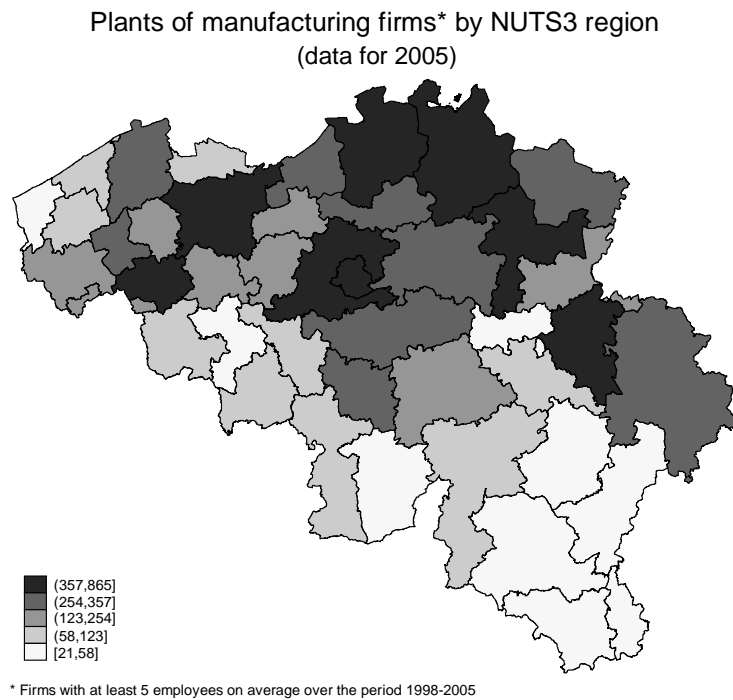 Plants of manufacturing firms* by NUTS3 region
(data for 2005)
(357,865]
(254,357]
(123,254]
(58,123]
[21,58]
* Firms with at least 5 employees on average over the period 1998-2005